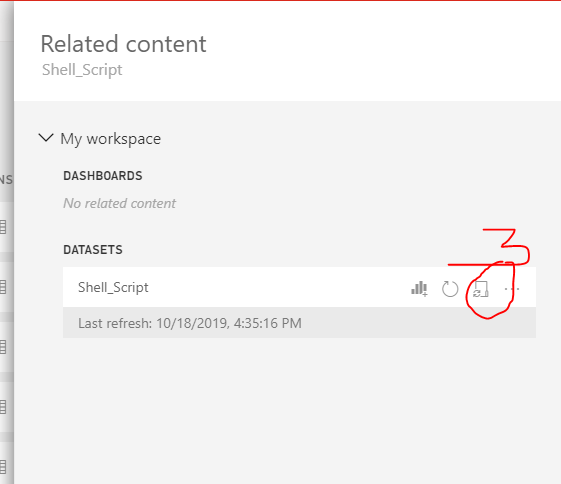 Related content
Shell_Script
My workspace
NS
DASHBOARDS
No related content
DATASETS
3
Shell_Script
Last refresh: 10/18/2019, 4:35:16 PM